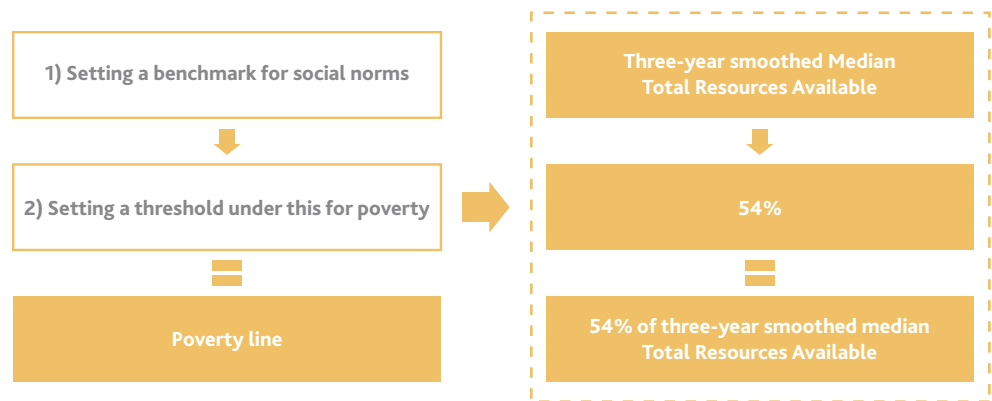 1) Setting a benchmark for social norms
2) Setting a threshold under this for poverty
Poverty line
Three-year smoothed Median
Total Resources Available
54%
54% of three-year smoothed median
Total Resources Available